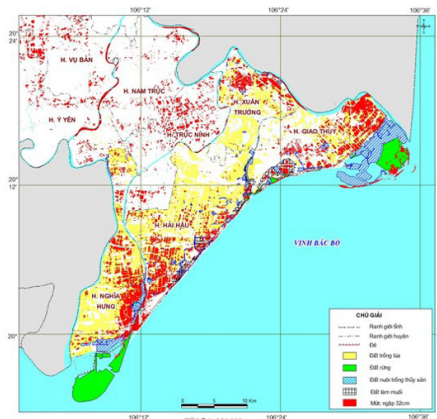 106°12' 106°24' 106°36'
20°
24'
H. VỤ BẢN
H. NAM TRỰC
H. XUÂN
TRƯỜNG
H. Ý YÊN
H. TRỰC NINH
H. GIAO THỦY
20°
12'
H. HẢI HẬU
VỊNH BẮC BỘ
H. NGHĨA
HƯNG
20°
CHÚ GIẢI
Ranh giới tỉnh
Ranh giới huyện
Đê
Đất trồng lúa
Đất rừng
Đất nuôi trồng thủy sản
Đất làm muối
Mức ngập 32cm
5 0 5 10 Km
106°12' 106°24' 106°36'